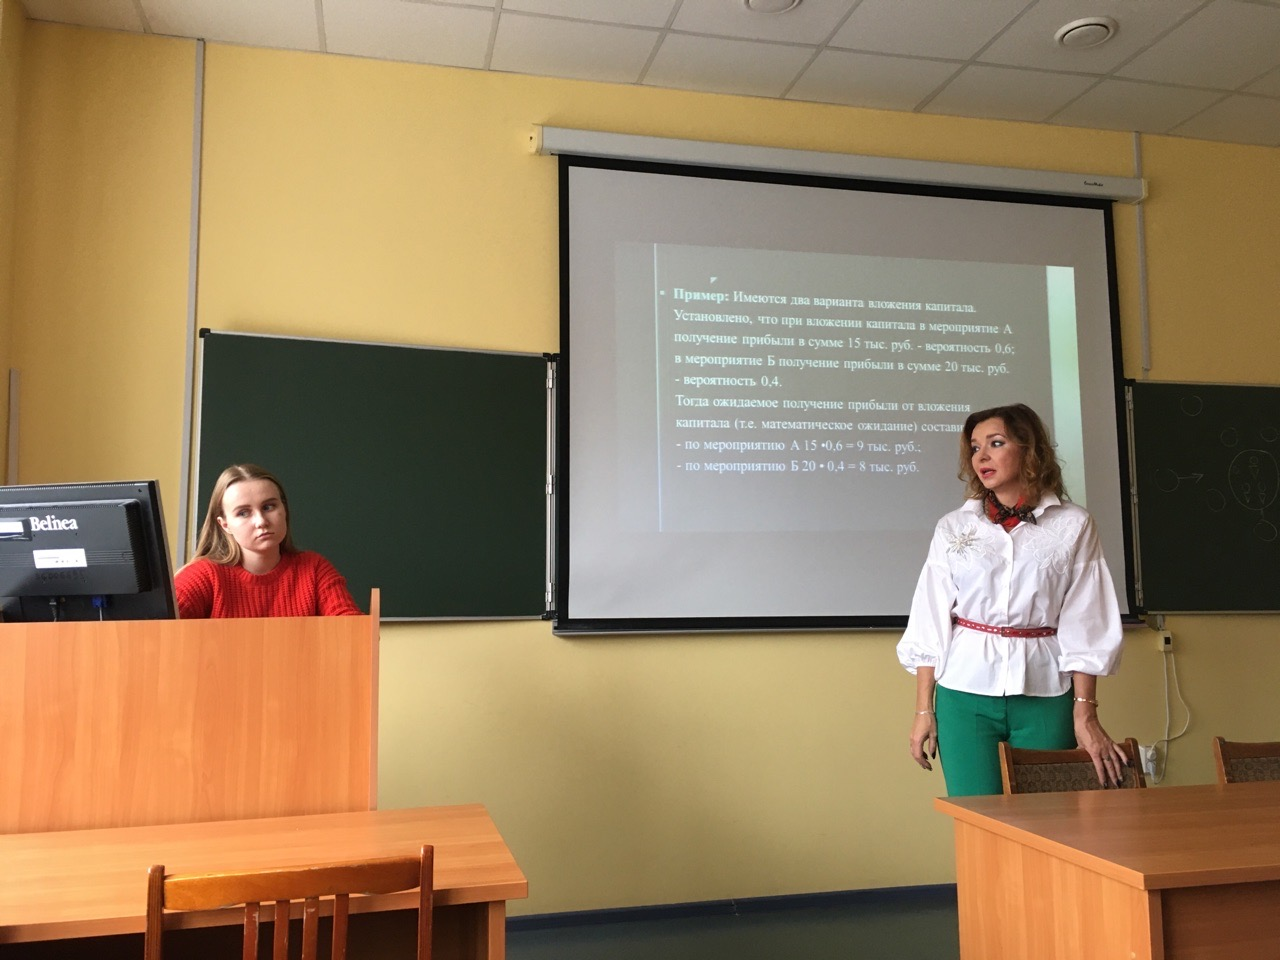 Пример: Имеются два варианта вложения капитала.
Установлено, что при вложении капитала в мероприятие А
получение прибыли в сумме 15 тыс. руб. - вероятность 0,6;
в мероприятие Б получение прибыли в сумме 20 тыс. руб.
- вероятность 0,4.
Тогда ожидаемое получение прибыли от вложения
капитала (т.е. математическое ожидание) состави
- по мероприятию А 15 •0,6 = 9 тыс. руб.;
- по мероприятию Б 20 • 0,4 = 8 тыс. руб.
Belinea